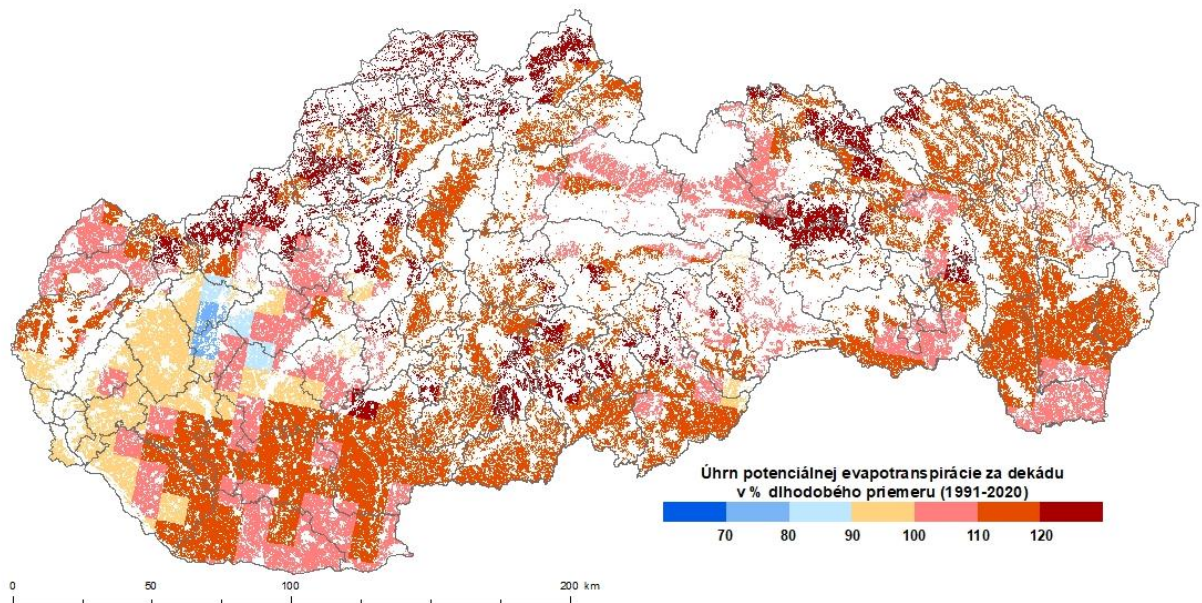 Úhrn potenciálnej evapotranspirácie za dekádu
v % dlhodobého priemeru (1991-2020)
70 80 90 100 110 120
0 50 100 200 km